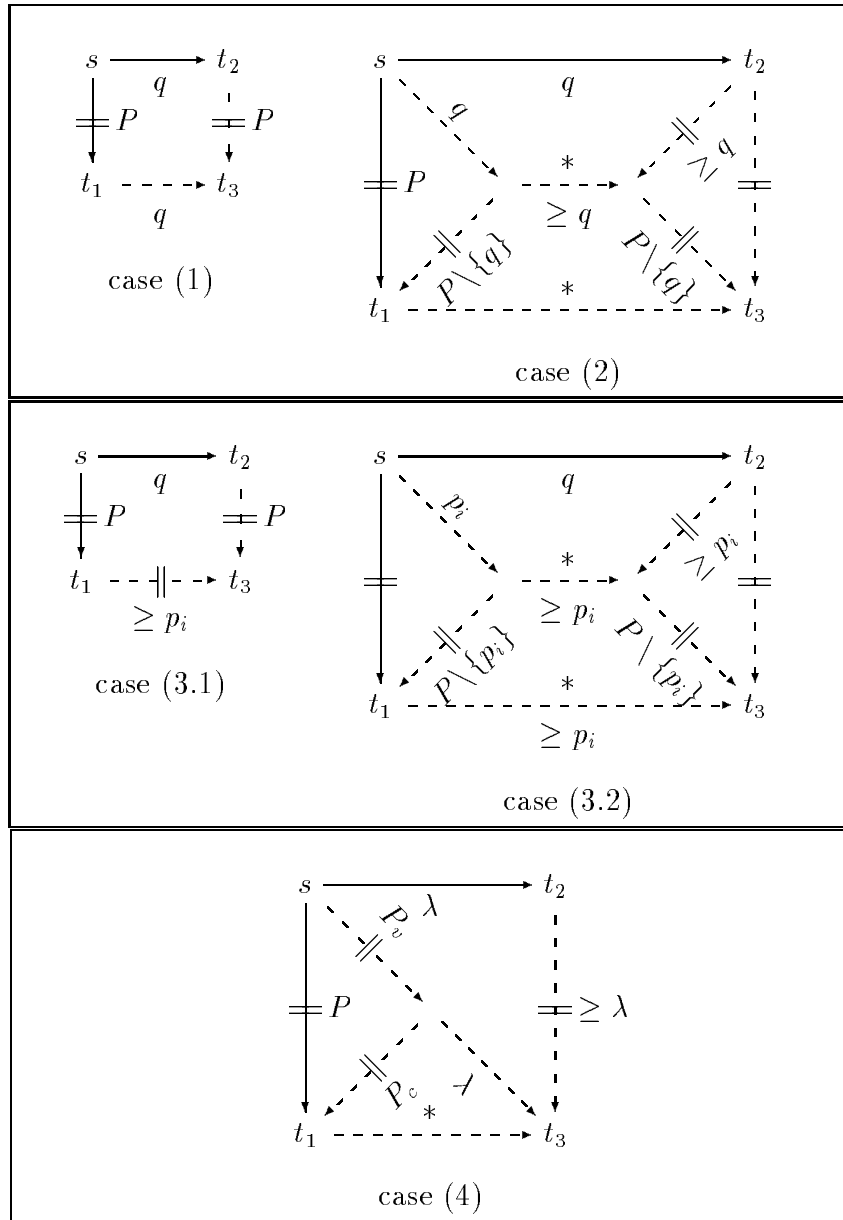 s q t₂
P P
t₁ q t₃
case (1)
s q t₂
q ≥ q
P * ≥ q
P\{q} P\{q}
t₁ * t₃
case (2)
s q t₂
P P
t₁ ≥ pᵢ t₃
case (3.1)
s q t₂
pᵢ ≥ pᵢ
* ≥ pᵢ
P\{pᵢ} P\{pᵢ}
t₁ * t₃
≥ pᵢ
case (3.2)
s λ t₂
Pᵥ
P ≥ λ
P꜀ λ
t₁ * t₃
case (4)